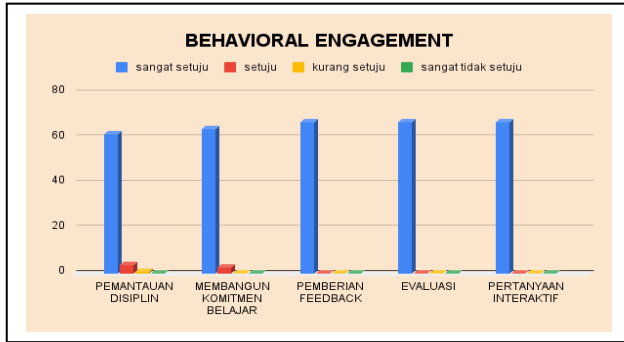 BEHAVIORAL ENGAGEMENT
sangat setuju setuju kurang setuju sangat tidak setuju
80
60
40
20
0
PEMANTAUAN DISIPLIN
MEMBANGUN KOMITMEN BELAJAR
PEMBERIAN FEEDBACK
EVALUASI
PERTANYAAN INTERAKTIF